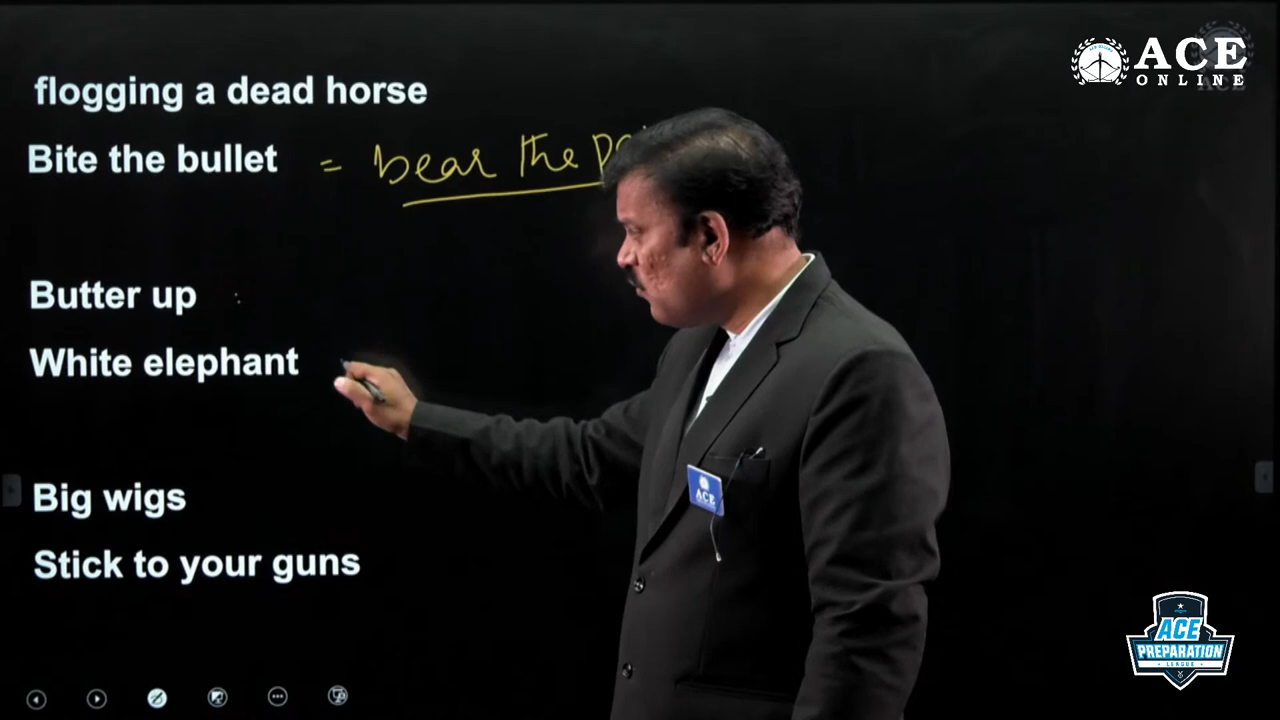 ACE
ONLINE
flogging a dead horse
Bite the bullet = bear the
Butter up
White elephant
Big wigs
Stick to your guns
ACE
ACE
PREPARATION
LEAGUE